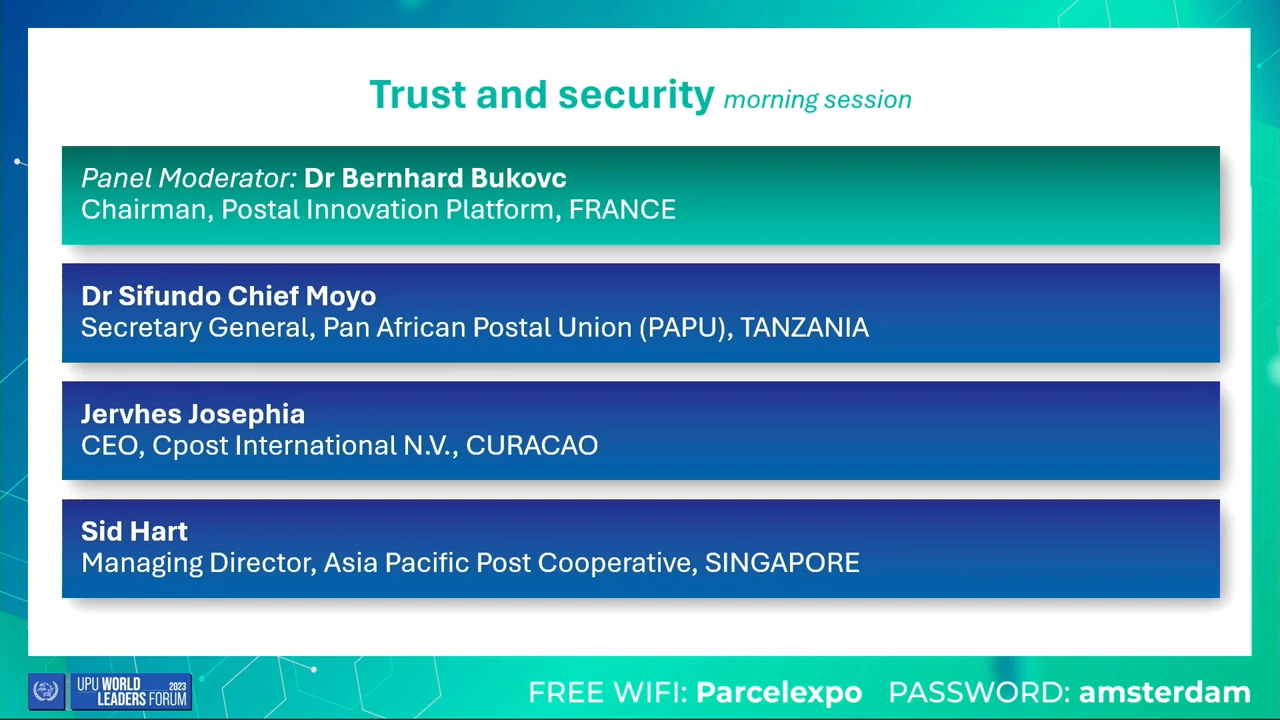 Trust and security morning session
Panel Moderator: Dr Bernhard Bukovc
Chairman, Postal Innovation Platform, FRANCE
Dr Sifundo Chief Moyo
Secretary General, Pan African Postal Union (PAPU), TANZANIA
Jervhes Josephia
CEO, Cpost International N.V., CURACAO
Sid Hart
Managing Director, Asia Pacific Post Cooperative, SINGAPORE
UPU WORLD 2023
LEADERS FORUM
FREE WIFI: Parcelexpo PASSWORD: amsterdam